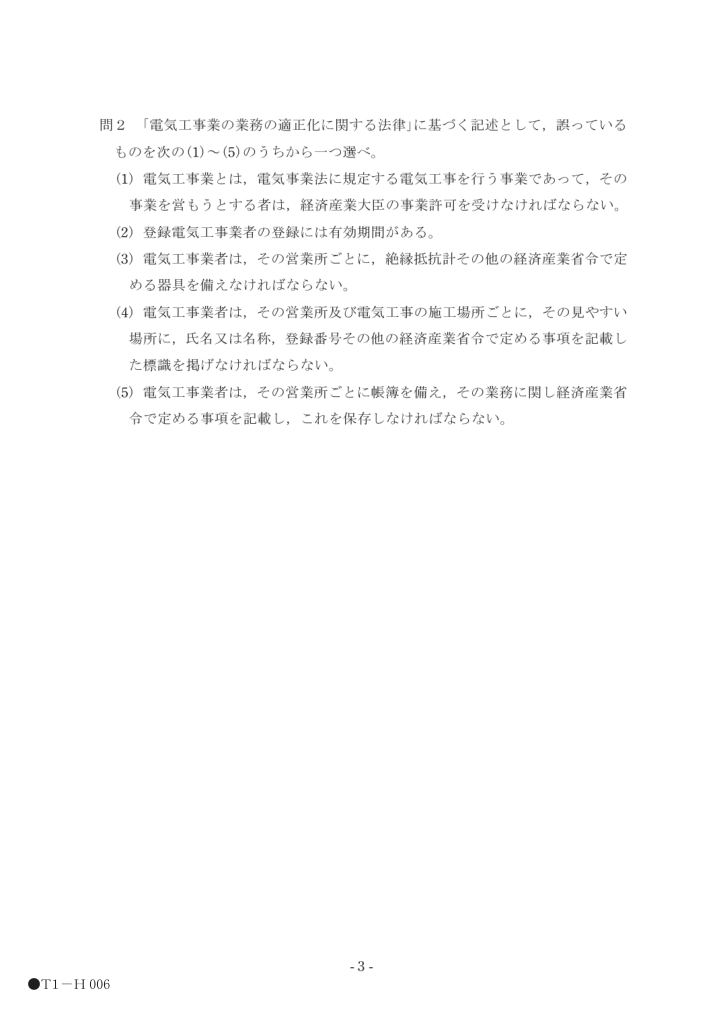 問２　「電気工事業の業務の適正化に関する法律」に基づく記述として，誤っている
ものを次の(1)～(5)のうちから一つ選べ。
(1) 電気工事業とは，電気事業法に規定する電気工事を行う事業であって，その
事業を営もうとする者は，経済産業大臣の事業許可を受けなければならない。
(2) 登録電気工事業者の登録には有効期間がある。
(3) 電気工事業者は，その営業所ごとに，絶縁抵抗計その他の経済産業省令で定
める器具を備えなければならない。
(4) 電気工事業者は，その営業所及び電気工事の施工場所ごとに，その見やすい
場所に，氏名又は名称，登録番号その他の経済産業省令で定める事項を記載し
た標識を掲げなければならない。
(5) 電気工事業者は，その営業所ごとに帳簿を備え，その業務に関し経済産業省
令で定める事項を記載し，これを保存しなければならない。
- 3 -
●T1－H 006